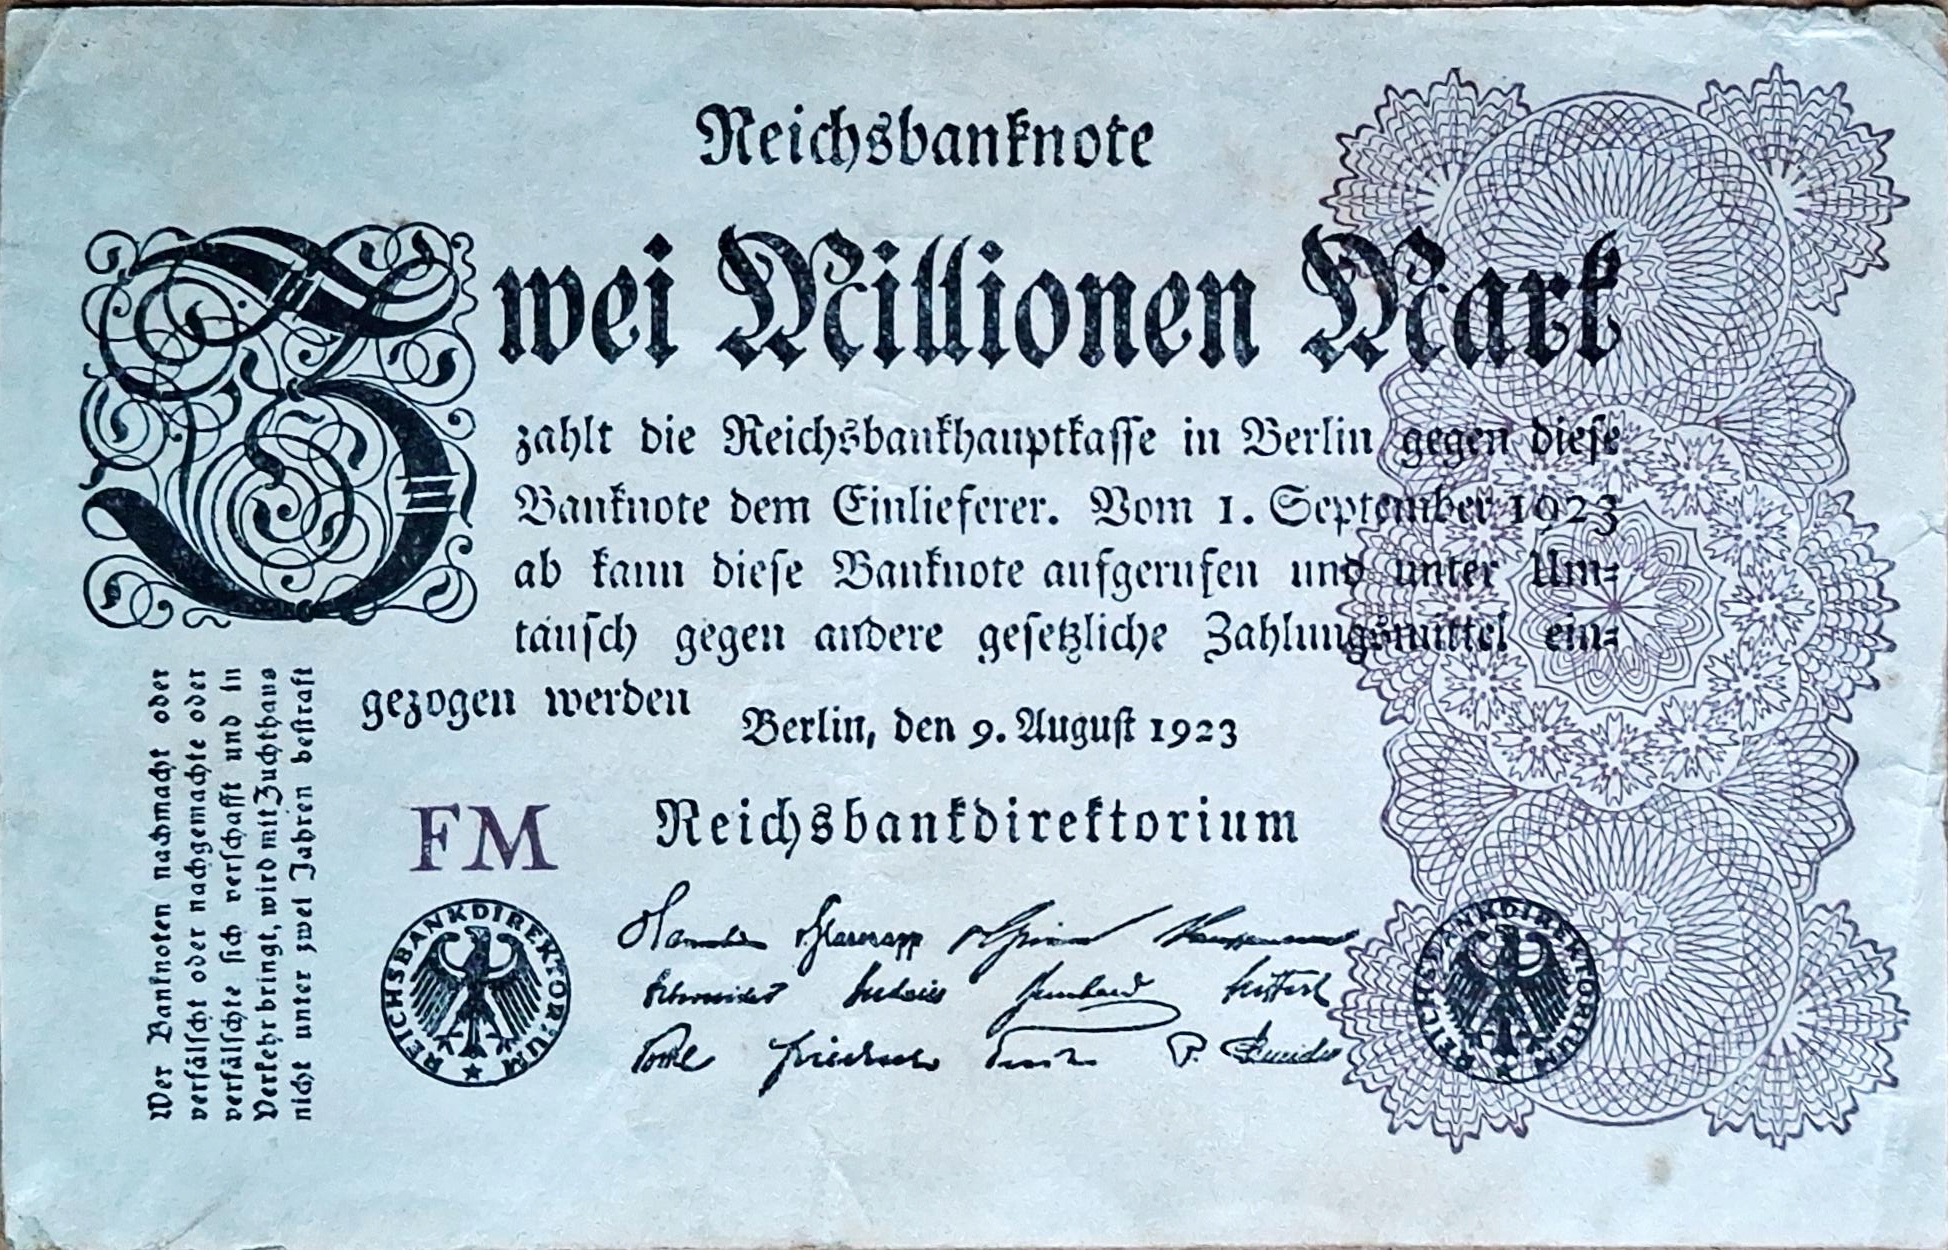 Reichsbanknote
Zwei Millionen Mark
zahlt die Reichsbankhauptkasse in Berlin gegen diese
Banknote dem Einlieferer. Vom 1. September 1923
ab kann diese Banknote aufgerufen und unter Um-
tausch gegen andere gesetzliche Zahlungsmittel ein-
gezogen werden
Berlin, den 9. August 1923
Reichsbankdirektorium
FM
Wer Banknoten nachmacht oder
verfälscht oder nachgemachte oder
verfälschte sich verschafft und in
Verkehr bringt, wird mit Zuchthaus
nicht unter zwei Jahren bestraft
REICHSBANKDIREKTORIUM
REICHSBANKDIREKTORIUM